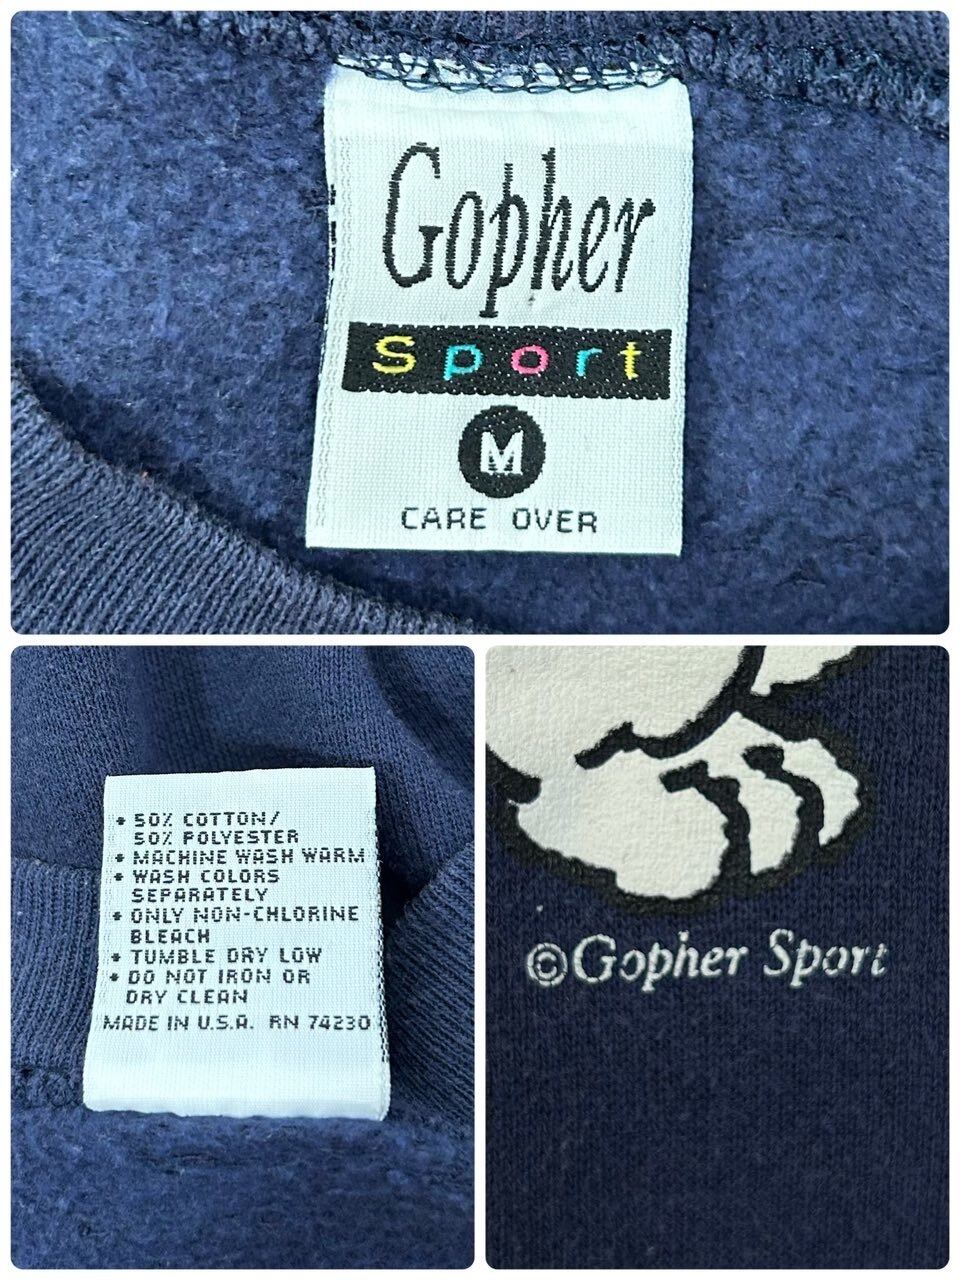 Gopher
Sport
M
CARE OVER
• 50% COTTON/
50% POLYESTER
• MACHINE WASH WARM
• WASH COLORS
SEPARATELY
• ONLY NON-CHLORINE
BLEACH
• TUMBLE DRY LOW
• DO NOT IRON OR
DRY CLEAN
MADE IN U.S.A. RN 74230
©Gopher Sport